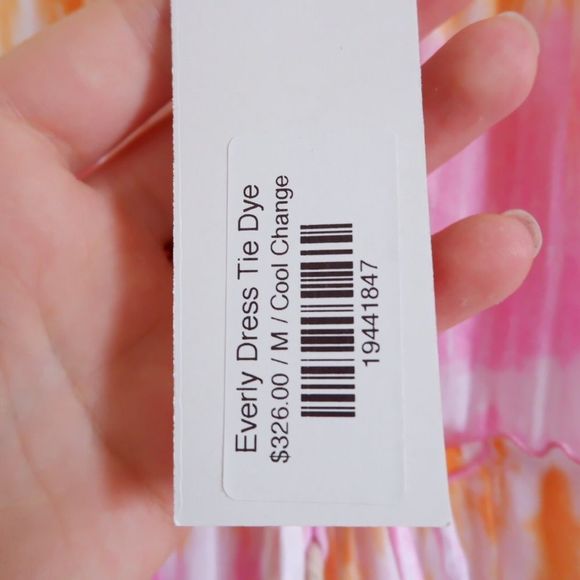 Everly Dress Tie Dye
$326.00 / M / Cool Change
19441847